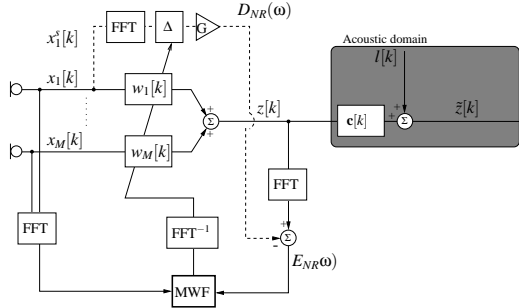 D_NR(ω)
x_1^s[k]
FFT
Δ
G
Acoustic domain
l[k]
x_1[k]
w_1[k]
+
+
Σ
z[k]
c[k]
+
+
Σ
z̃[k]
x_M[k]
w_M[k]
FFT
FFT
FFT⁻¹
+
-
Σ
E_NR ω)
MWF